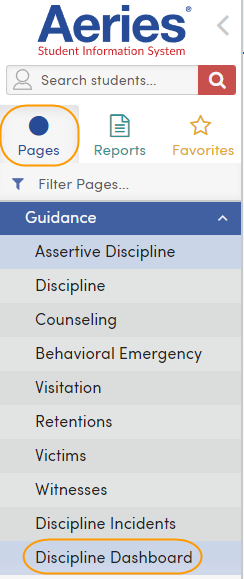 Aeries
Student Information System
Search students...
Pages Reports Favorites
Filter Pages...
Guidance
Assertive Discipline
Discipline
Counseling
Behavioral Emergency
Visitation
Retentions
Victims
Witnesses
Discipline Incidents
Discipline Dashboard